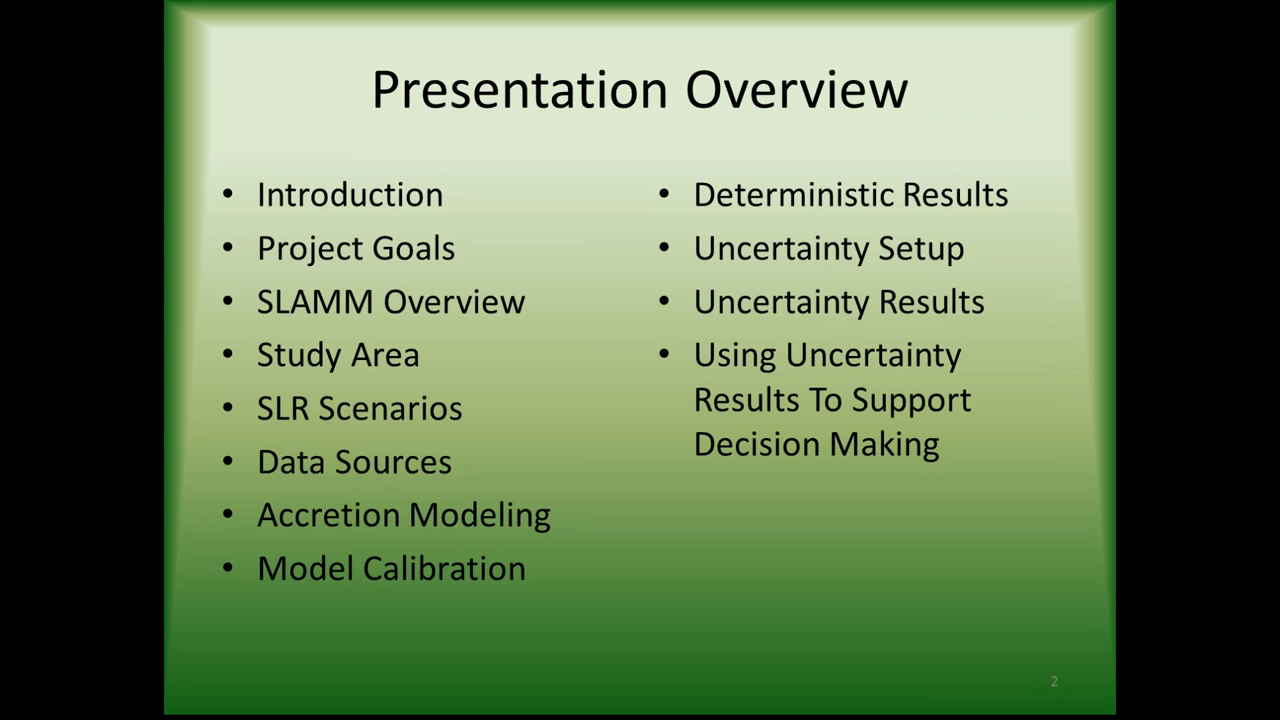 Presentation Overview
• Introduction
• Project Goals
• SLAMM Overview
• Study Area
• SLR Scenarios
• Data Sources
• Accretion Modeling
• Model Calibration
• Deterministic Results
• Uncertainty Setup
• Uncertainty Results
• Using Uncertainty
Results To Support
Decision Making
2